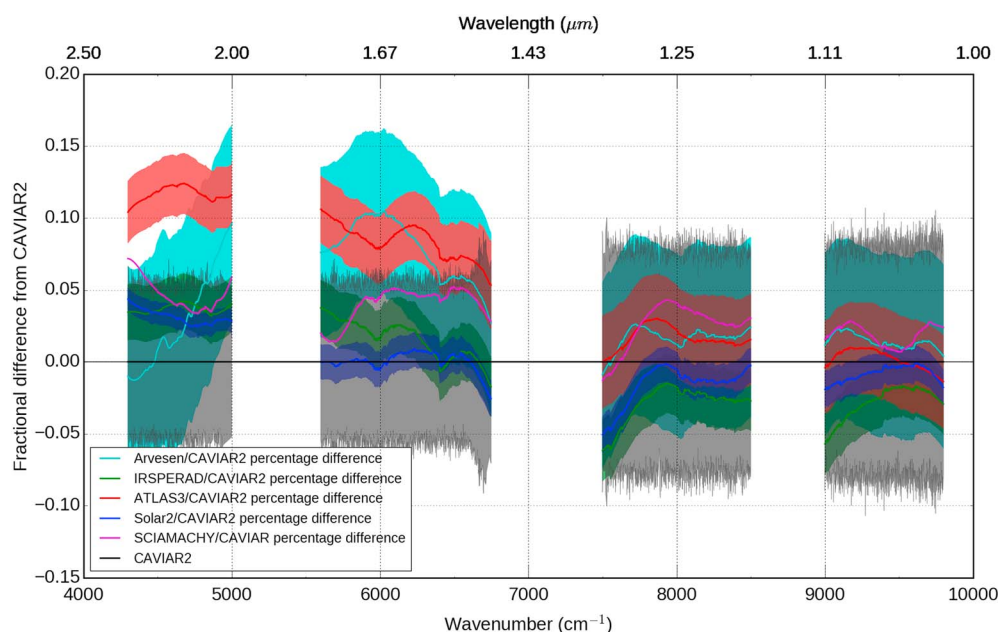 Wavelength (μm)
2.50 2.00 1.67 1.43 1.25 1.11 1.00
Fractional difference from CAVIAR2
0.20
0.15
0.10
0.05
0.00
−0.05
−0.10
−0.15
Arvesen/CAVIAR2 percentage difference
IRSPERAD/CAVIAR2 percentage difference
ATLAS3/CAVIAR2 percentage difference
Solar2/CAVIAR2 percentage difference
SCIAMACHY/CAVIAR percentage difference
CAVIAR2
4000 5000 6000 7000 8000 9000 10000
Wavenumber (cm⁻¹)